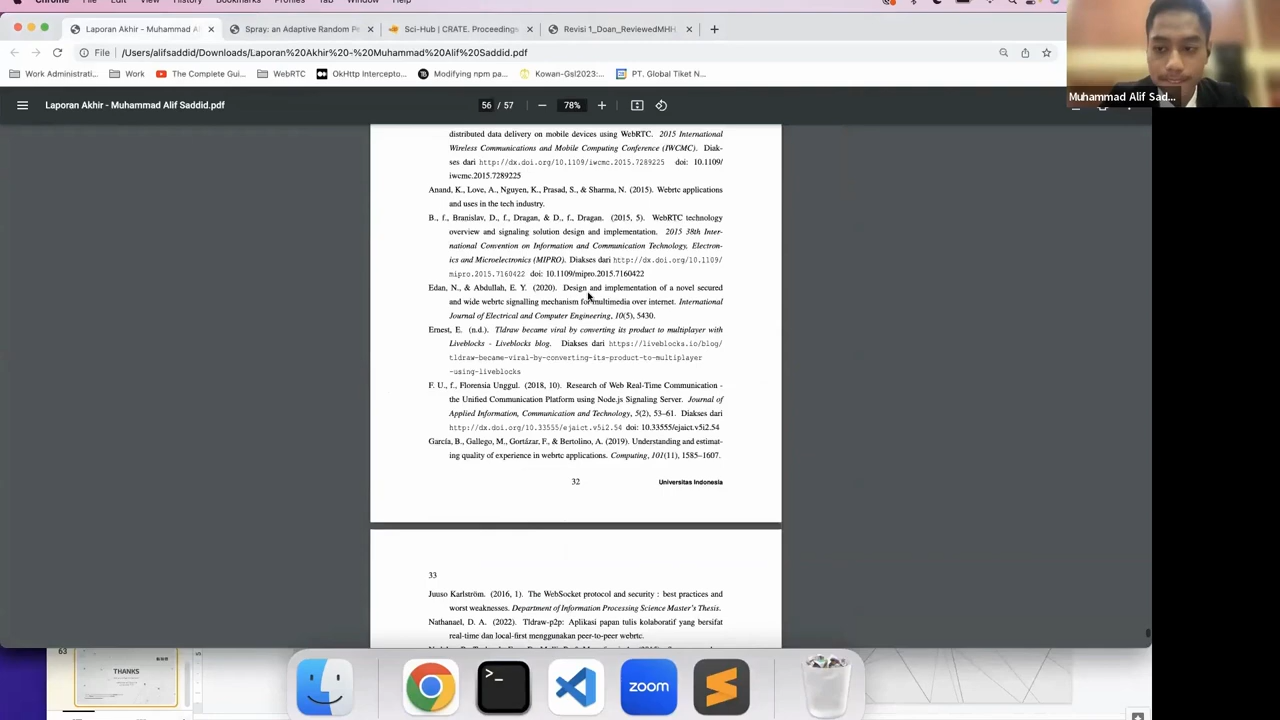 Chrome File Edit View History Bookmarks Profiles Tab Window Help
Laporan Akhir - Muhammad Ali
Spray: an Adaptive Random P
Sci-Hub | CRATE. Proceedings
Revisi 1_Doan_ReviewedMHH
File /Users/alifsaddid/Downloads/Laporan%20Akhir%20-%20Muhammad%20Alif%20Saddid.pdf
Work Administrati...
Work
The Complete Gui...
WebRTC
OkHttp Intercepto...
Modifying npm pa...
Kowan-Gsl2023:...
PT. Global Tiket N...
Muhammad Alif Sad...
Laporan Akhir - Muhammad Alif Saddid.pdf
56 / 57
78%
distributed data delivery on mobile devices using WebRTC. 2015 International
Wireless Communications and Mobile Computing Conference (IWCMC). Diak-
ses dari http://dx.doi.org/10.1109/iwcmc.2015.7289225 doi: 10.1109/
iwcmc.2015.7289225
Anand, K., Love, A., Nguyen, K., Prasad, S., & Sharma, N. (2015). Webrtc applications
and uses in the tech industry.
B., f., Branislav, D., f., Dragan, & D., f., Dragan. (2015, 5). WebRTC technology
overview and signaling solution design and implementation. 2015 38th Inter-
national Convention on Information and Communication Technology, Electron-
ics and Microelectronics (MIPRO). Diakses dari http://dx.doi.org/10.1109/
mipro.2015.7160422 doi: 10.1109/mipro.2015.7160422
Edan, N., & Abdullah, E. Y. (2020). Design and implementation of a novel secured
and wide webrtc signalling mechanism for multimedia over internet. International
Journal of Electrical and Computer Engineering, 10(5), 5430.
Ernest, E. (n.d.). Tldraw became viral by converting its product to multiplayer with
Liveblocks - Liveblocks blog. Diakses dari https://liveblocks.io/blog/
tldraw-became-viral-by-converting-its-product-to-multiplayer
-using-liveblocks
F. U., f., Florensia Unggul. (2018, 10). Research of Web Real-Time Communication -
the Unified Communication Platform using Node.js Signaling Server. Journal of
Applied Information, Communication and Technology, 5(2), 53–61. Diakses dari
http://dx.doi.org/10.33555/ejaict.v5i2.54 doi: 10.33555/ejaict.v5i2.54
García, B., Gallego, M., Gortázar, F., & Bertolino, A. (2019). Understanding and estimat-
ing quality of experience in webrtc applications. Computing, 101(11), 1585–1607.
32
Universitas Indonesia
33
Juuso Karlström. (2016, 1). The WebSocket protocol and security : best practices and
worst weaknesses. Department of Information Processing Science Master's Thesis.
Nathanael, D. A. (2022). Tldraw-p2p: Aplikasi papan tulis kolaboratif yang bersifat
real-time dan local-first menggunakan peer-to-peer webrtc.
63
THANKS
zoom